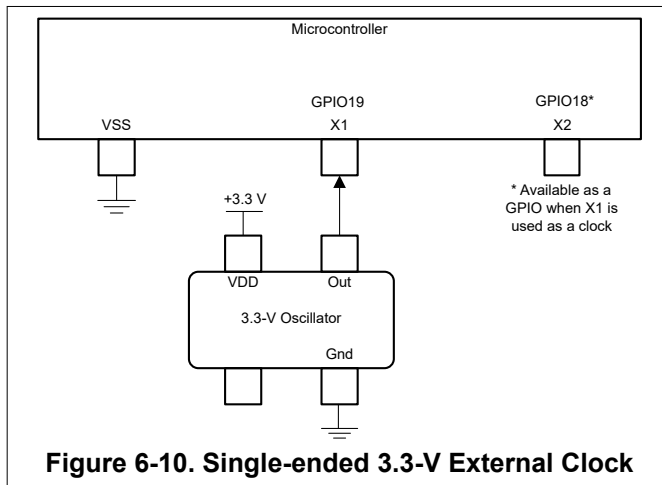 Microcontroller
GPIO19
GPIO18*
VSS
X1
X2
* Available as a
GPIO when X1 is
used as a clock
+3.3 V
VDD
Out
3.3-V Oscillator
Gnd
Figure 6-10. Single-ended 3.3-V External Clock